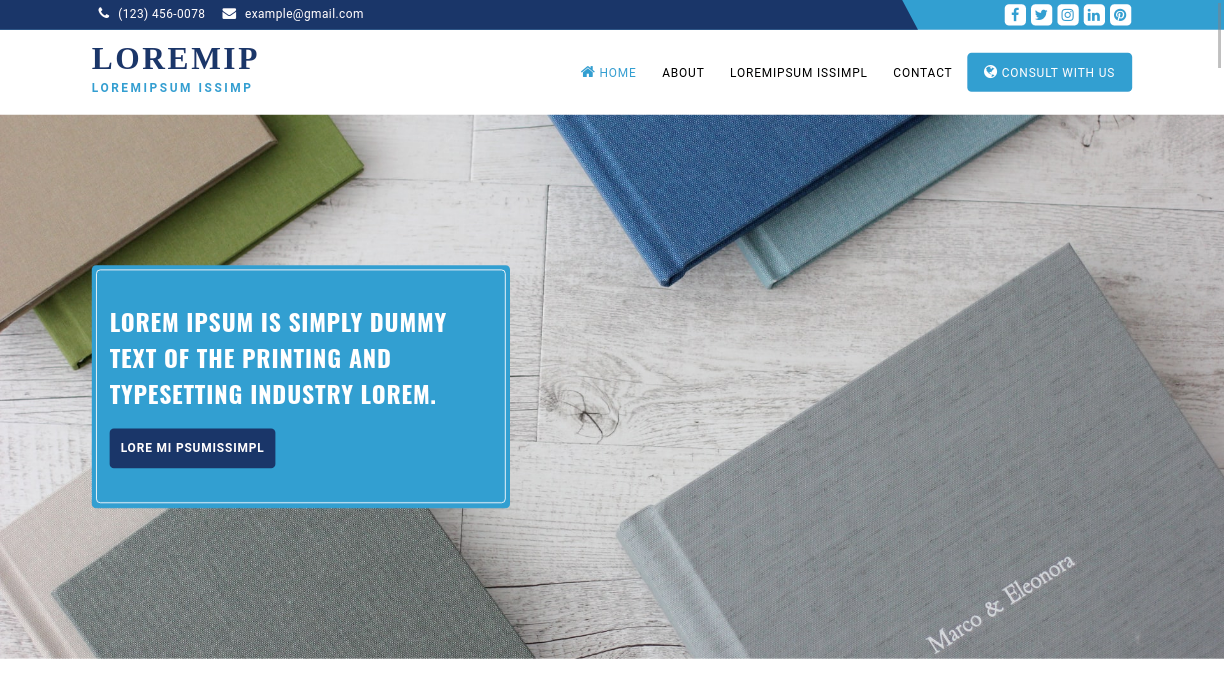 (123) 456-0078 example@gmail.com
LOREMIP
LOREMIPSUM ISSIMP
HOME ABOUT LOREMIPSUM ISSIMPL CONTACT CONSULT WITH US
LOREM IPSUM IS SIMPLY DUMMY
TEXT OF THE PRINTING AND
TYPESETTING INDUSTRY LOREM.
LORE MI PSUMISSIMPL
Marco & Eleonora